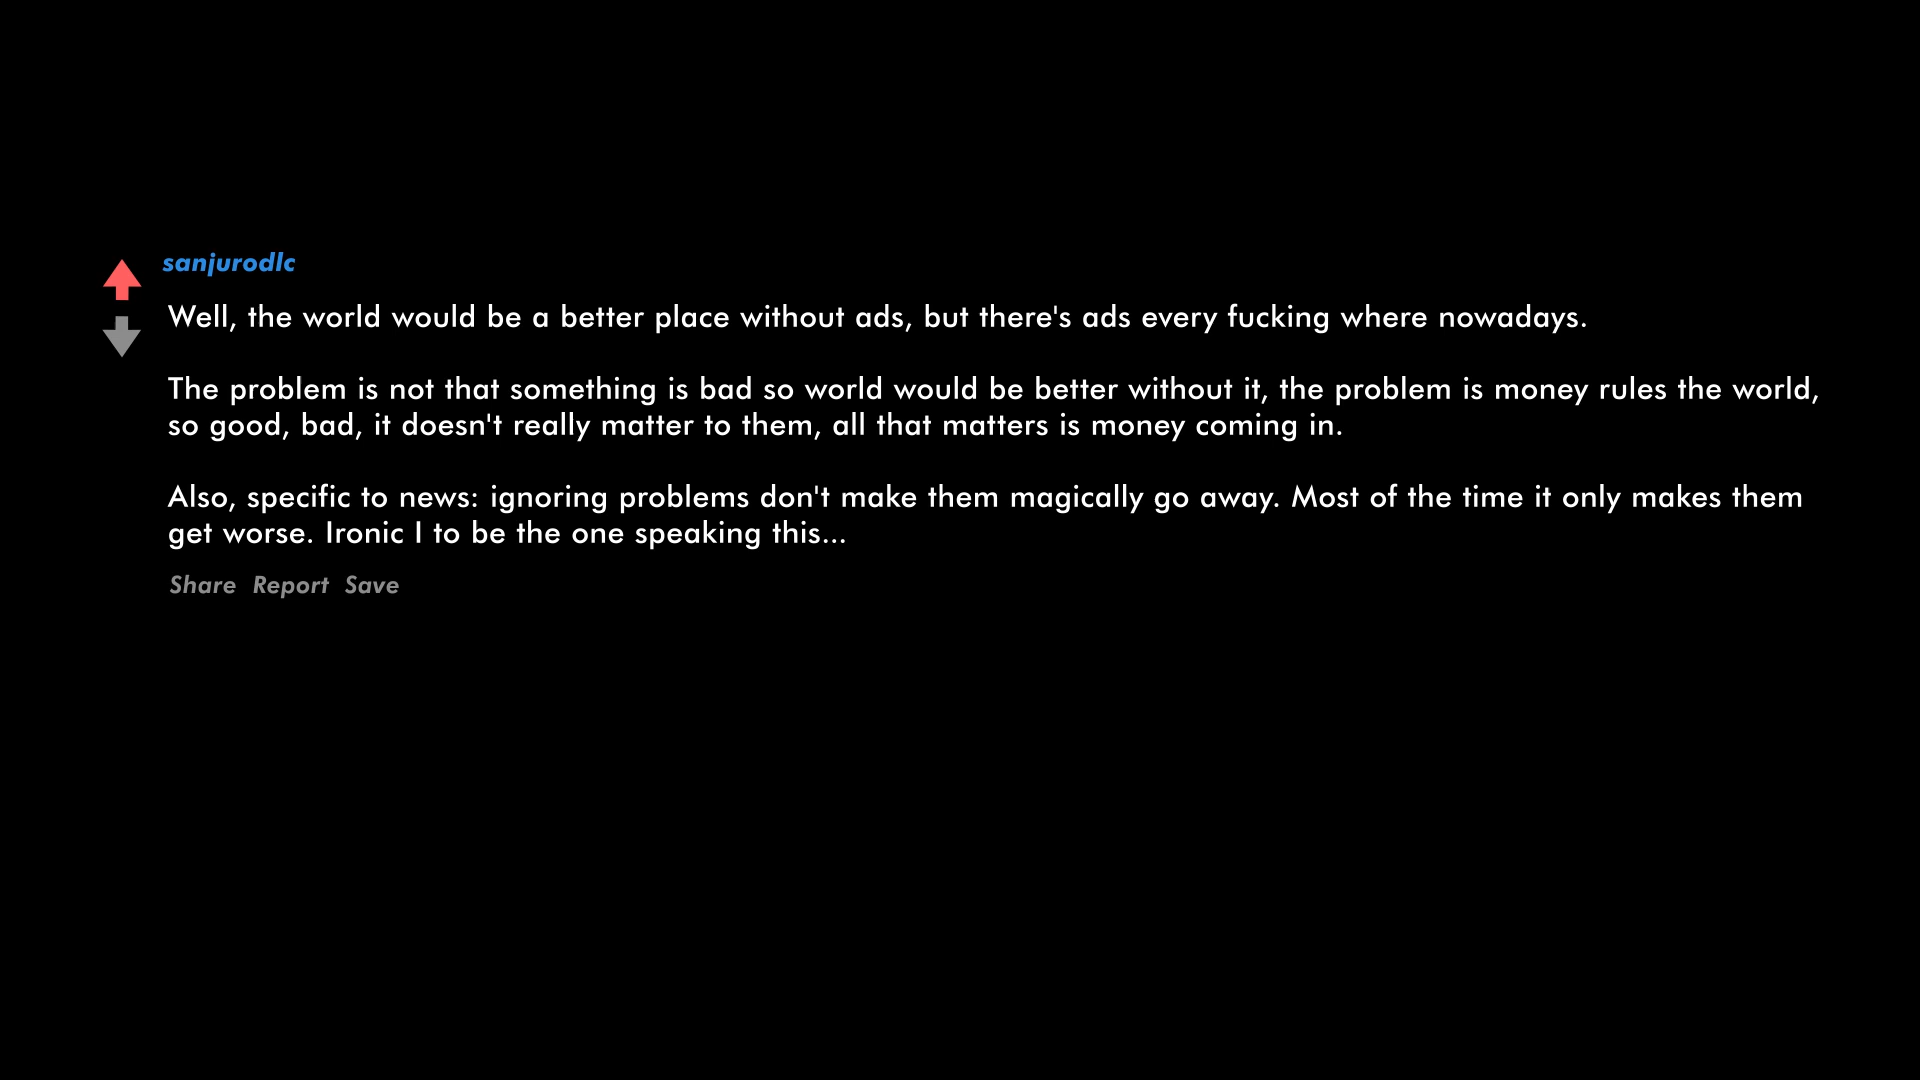 sanjurodlc
Well, the world would be a better place without ads, but there's ads every fucking where nowadays.
The problem is not that something is bad so world would be better without it, the problem is money rules the world,
so good, bad, it doesn't really matter to them, all that matters is money coming in.
Also, specific to news: ignoring problems don't make them magically go away. Most of the time it only makes them
get worse. Ironic I to be the one speaking this...
Share Report Save